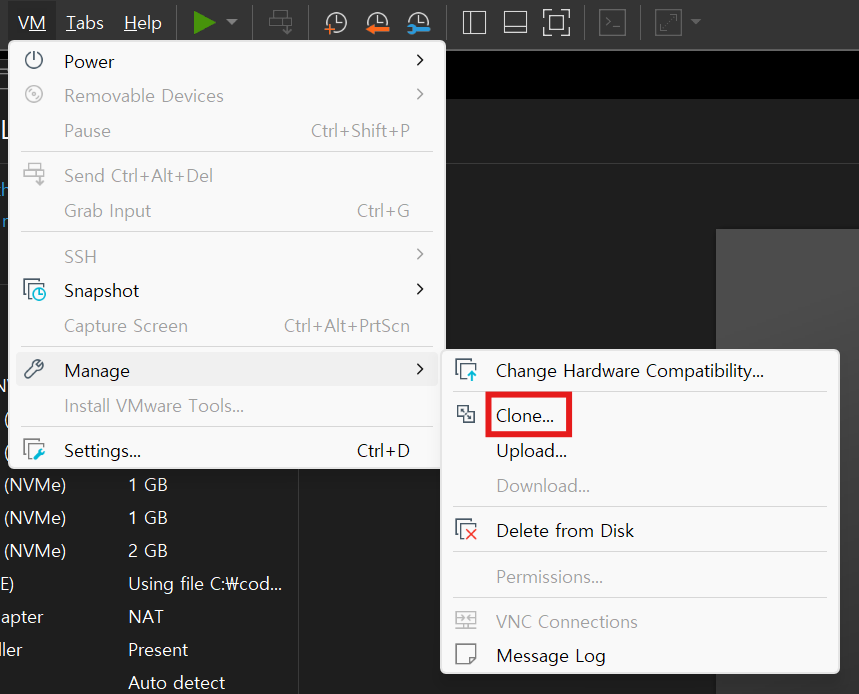 VM Tabs Help
Power
Removable Devices
Pause Ctrl+Shift+P
Send Ctrl+Alt+Del
Grab Input Ctrl+G
SSH
Snapshot
Capture Screen Ctrl+Alt+PrtScn
Manage
Install VMware Tools...
Settings... Ctrl+D
Change Hardware Compatibility...
Clone...
Upload...
Download...
Delete from Disk
Permissions...
VNC Connections
Message Log
(NVMe) 1 GB
(NVMe) 1 GB
(NVMe) 2 GB
E) Using file C:₩cod...
apter NAT
ller Present
Auto detect